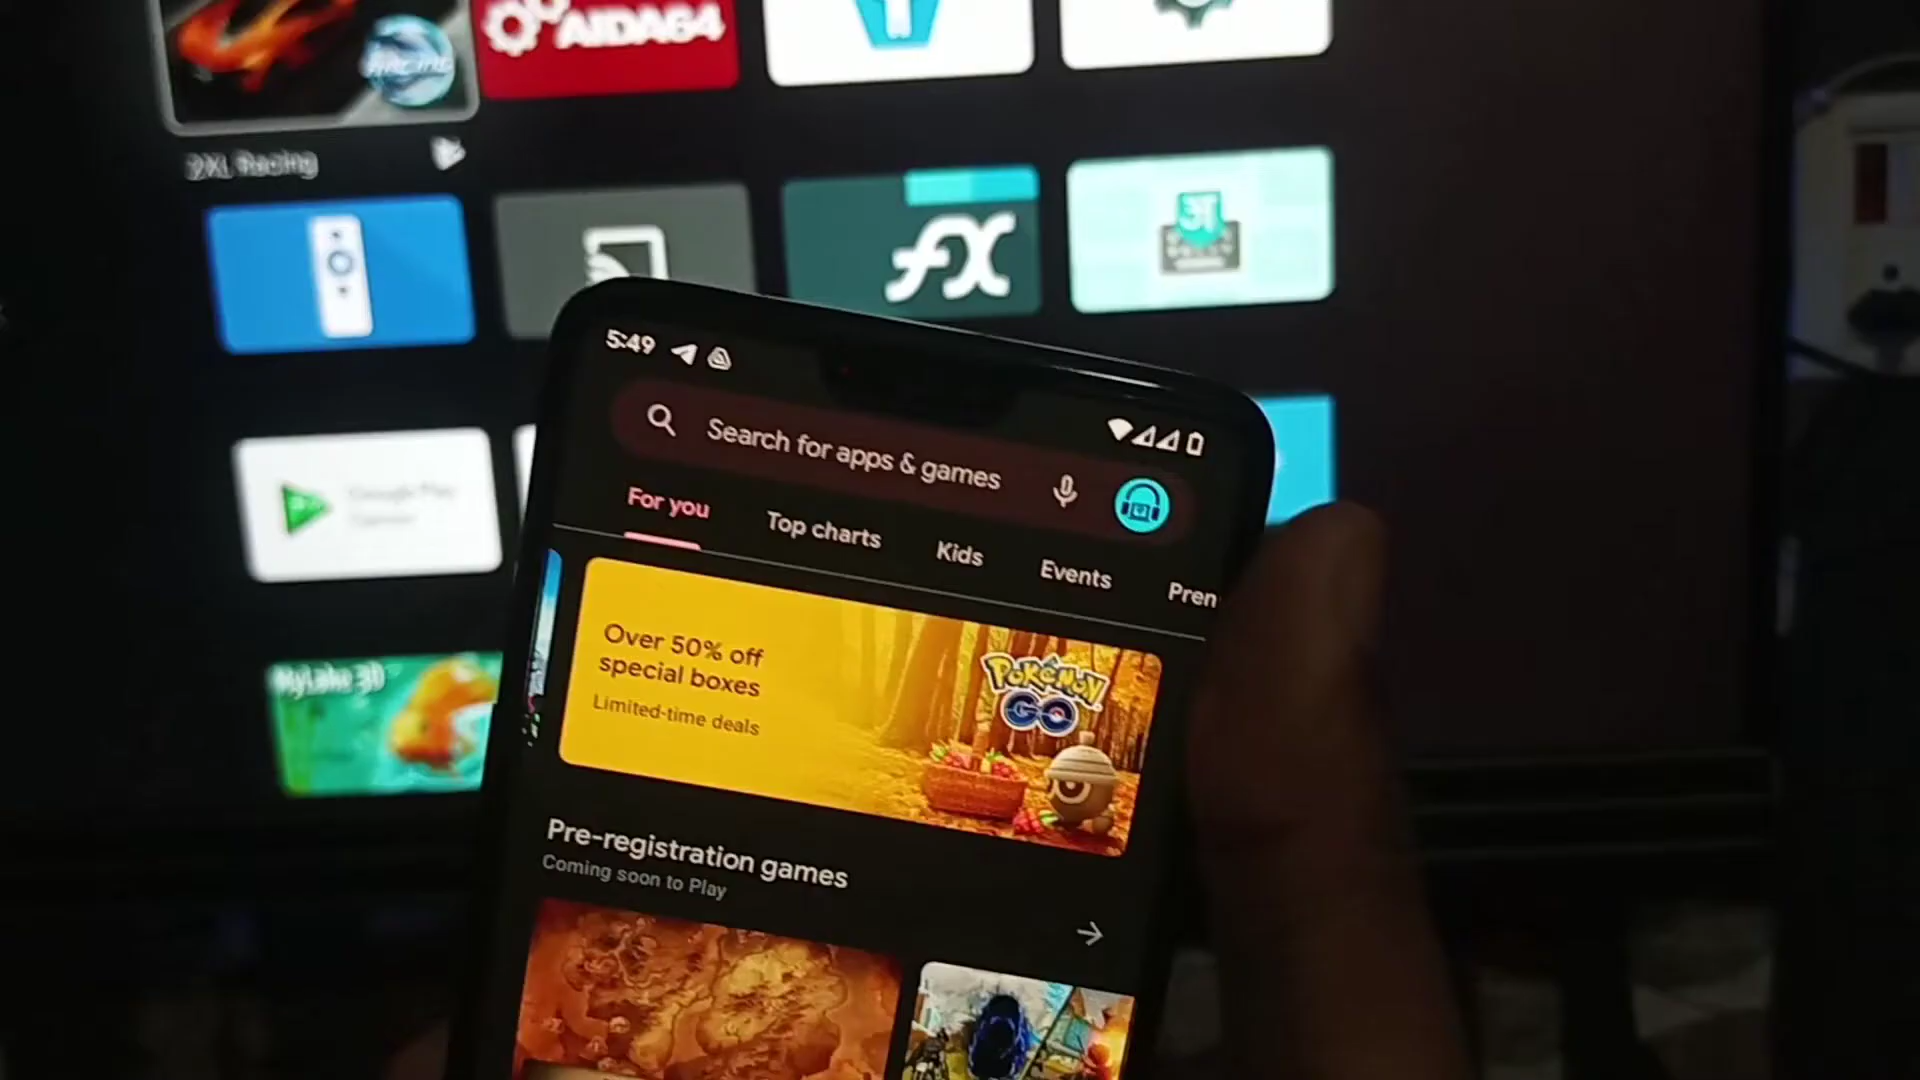 AIDA64
RACING
2XL Racing
fX
अ
Google Play
Games
MyLake 3D
5:49
Search for apps & games
For you
Top charts
Kids
Events
Prem
Over 50% off
special boxes
Limited-time deals
POKÉMON
GO
Pre-registration games
Coming soon to Play